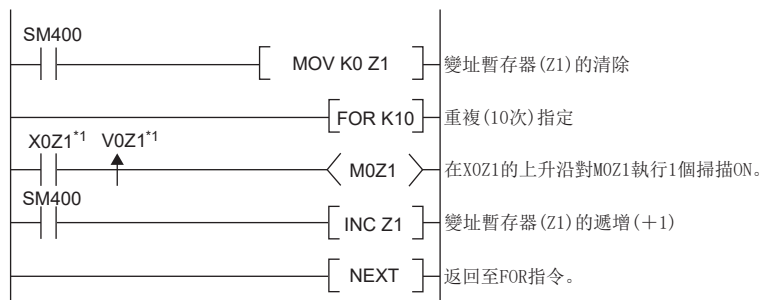 SM400
MOV K0 Z1 變址暫存器(Z1)的清除
FOR K10 重複(10次)指定
X0Z1*1 V0Z1*1
M0Z1 在X0Z1的上升沿對M0Z1執行1個掃描ON。
SM400
INC Z1 變址暫存器(Z1)的遞增(＋1)
NEXT 返回至FOR指令。